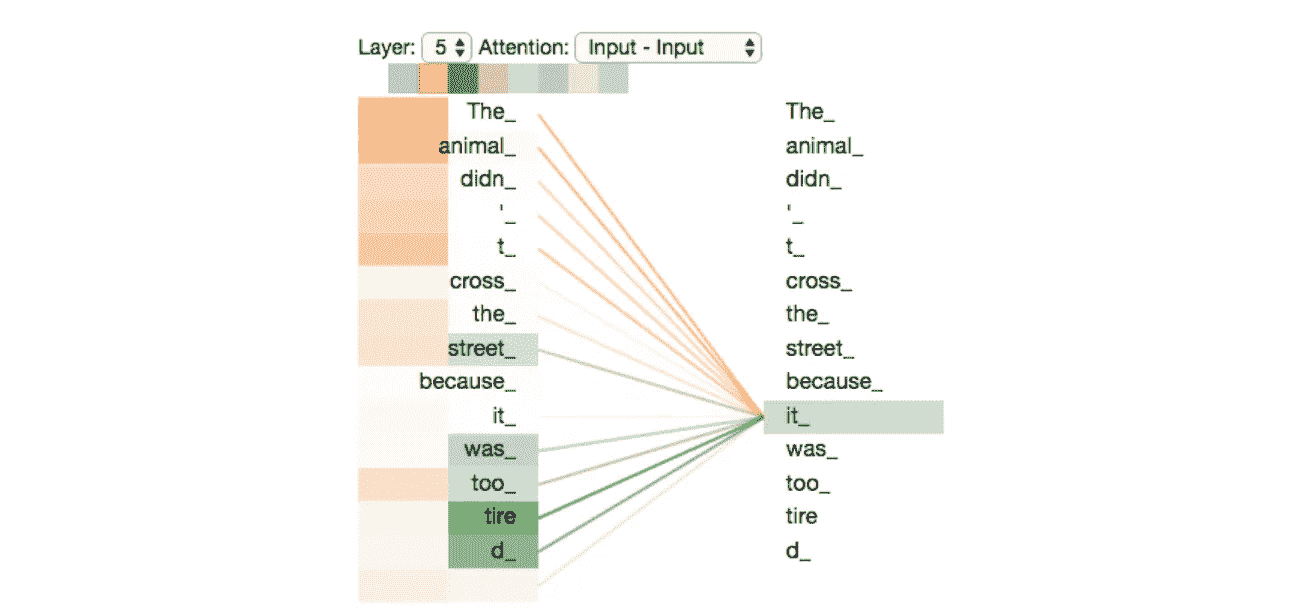 Layer: 5 Attention: Input - Input
The_ The_
animal_ animal_
didn_ didn_
'_ '_
t_ t_
cross_ cross_
the_ the_
street_ street_
because_ because_
it_ it_
was_ was_
too_ too_
tire tire
d_ d_